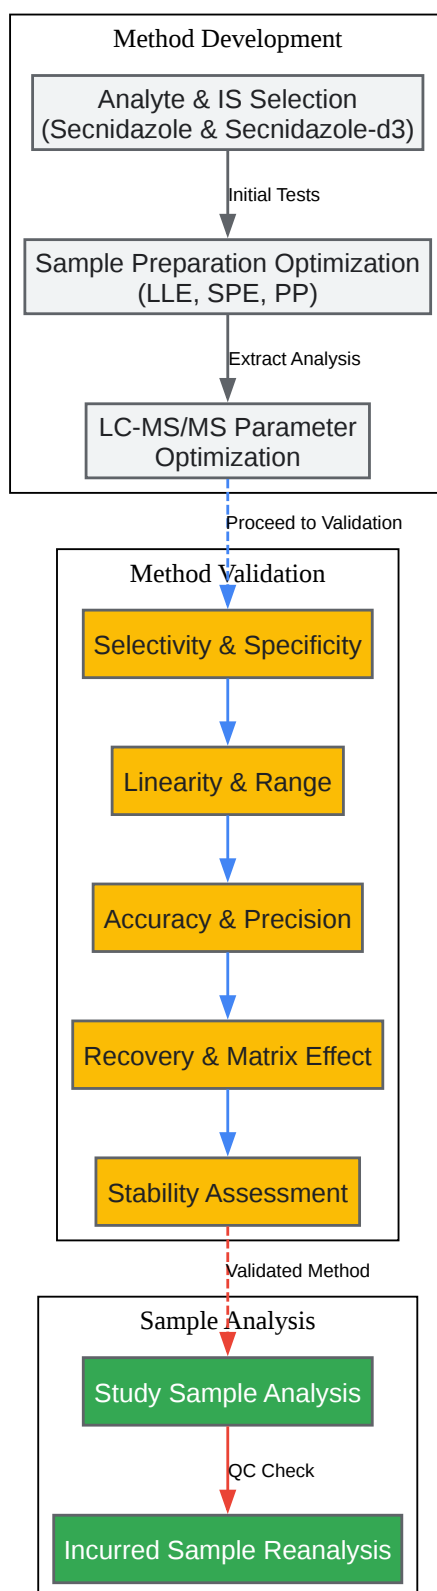 Method Development
Analyte & IS Selection
(Secnidazole & Secnidazole-d3)
Initial Tests
Sample Preparation Optimization
(LLE, SPE, PP)
Extract Analysis
LC-MS/MS Parameter
Optimization
Proceed to Validation
Method Validation
Selectivity & Specificity
Linearity & Range
Accuracy & Precision
Recovery & Matrix Effect
Stability Assessment
Validated Method
Sample Analysis
Study Sample Analysis
QC Check
Incurred Sample Reanalysis